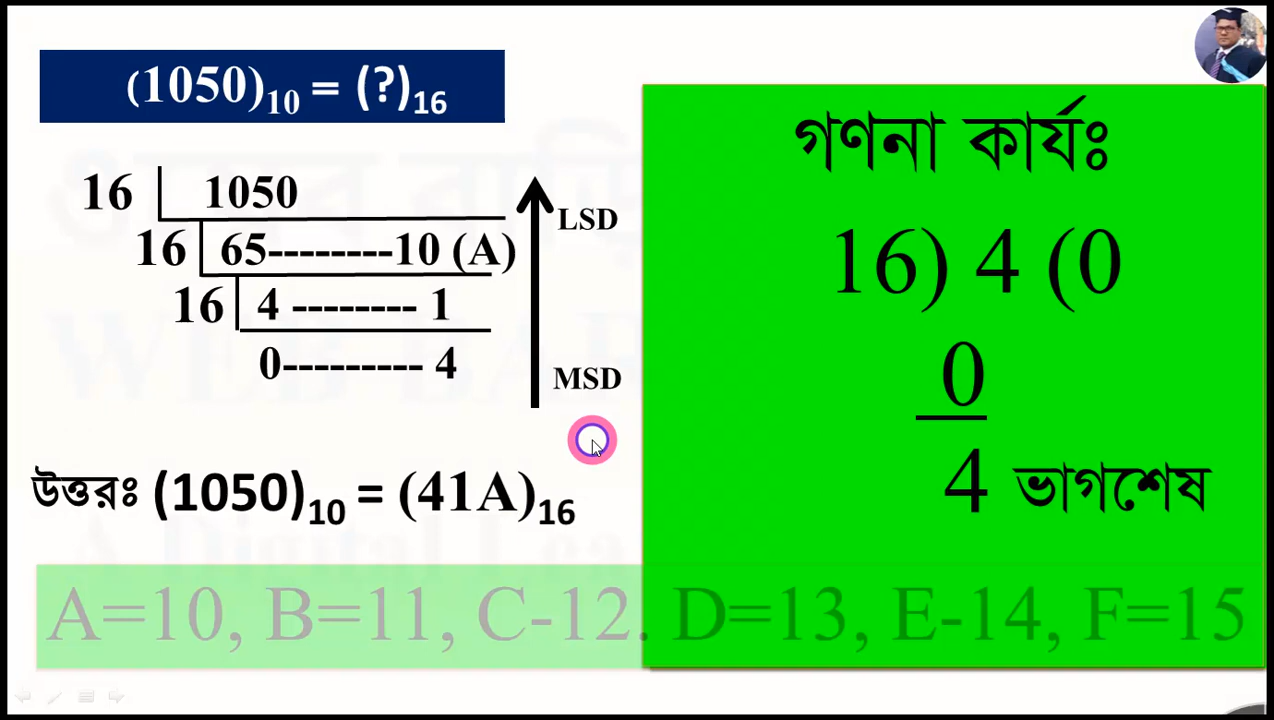 (1050)10 = (?)16
16 1050
16 65--------10 (A)
16 4 -------- 1
0--------- 4
LSD
MSD
উত্তরঃ (1050)10 = (41A)16
গণনা কার্যঃ
16) 4 (0
0
4 ভাগশেষ
A=10, B=11, C-12. D=13, E-14, F=15